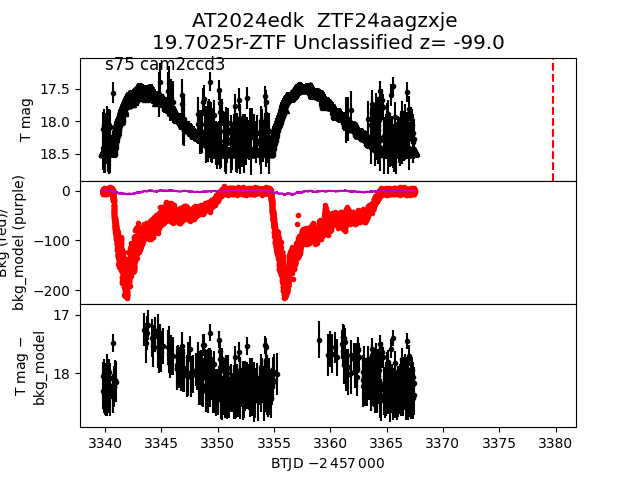 AT2024edk  ZTF24aagzxje
19.7025r-ZTF Unclassified z= -99.0
s75 cam2ccd3
T mag
17.5
18.0
18.5
bkg_model (purple)
0
−100
−200
T mag −
bkg_model
17
18
3340 3345 3350 3355 3360 3365 3370 3375 3380
BTJD −2 457 000